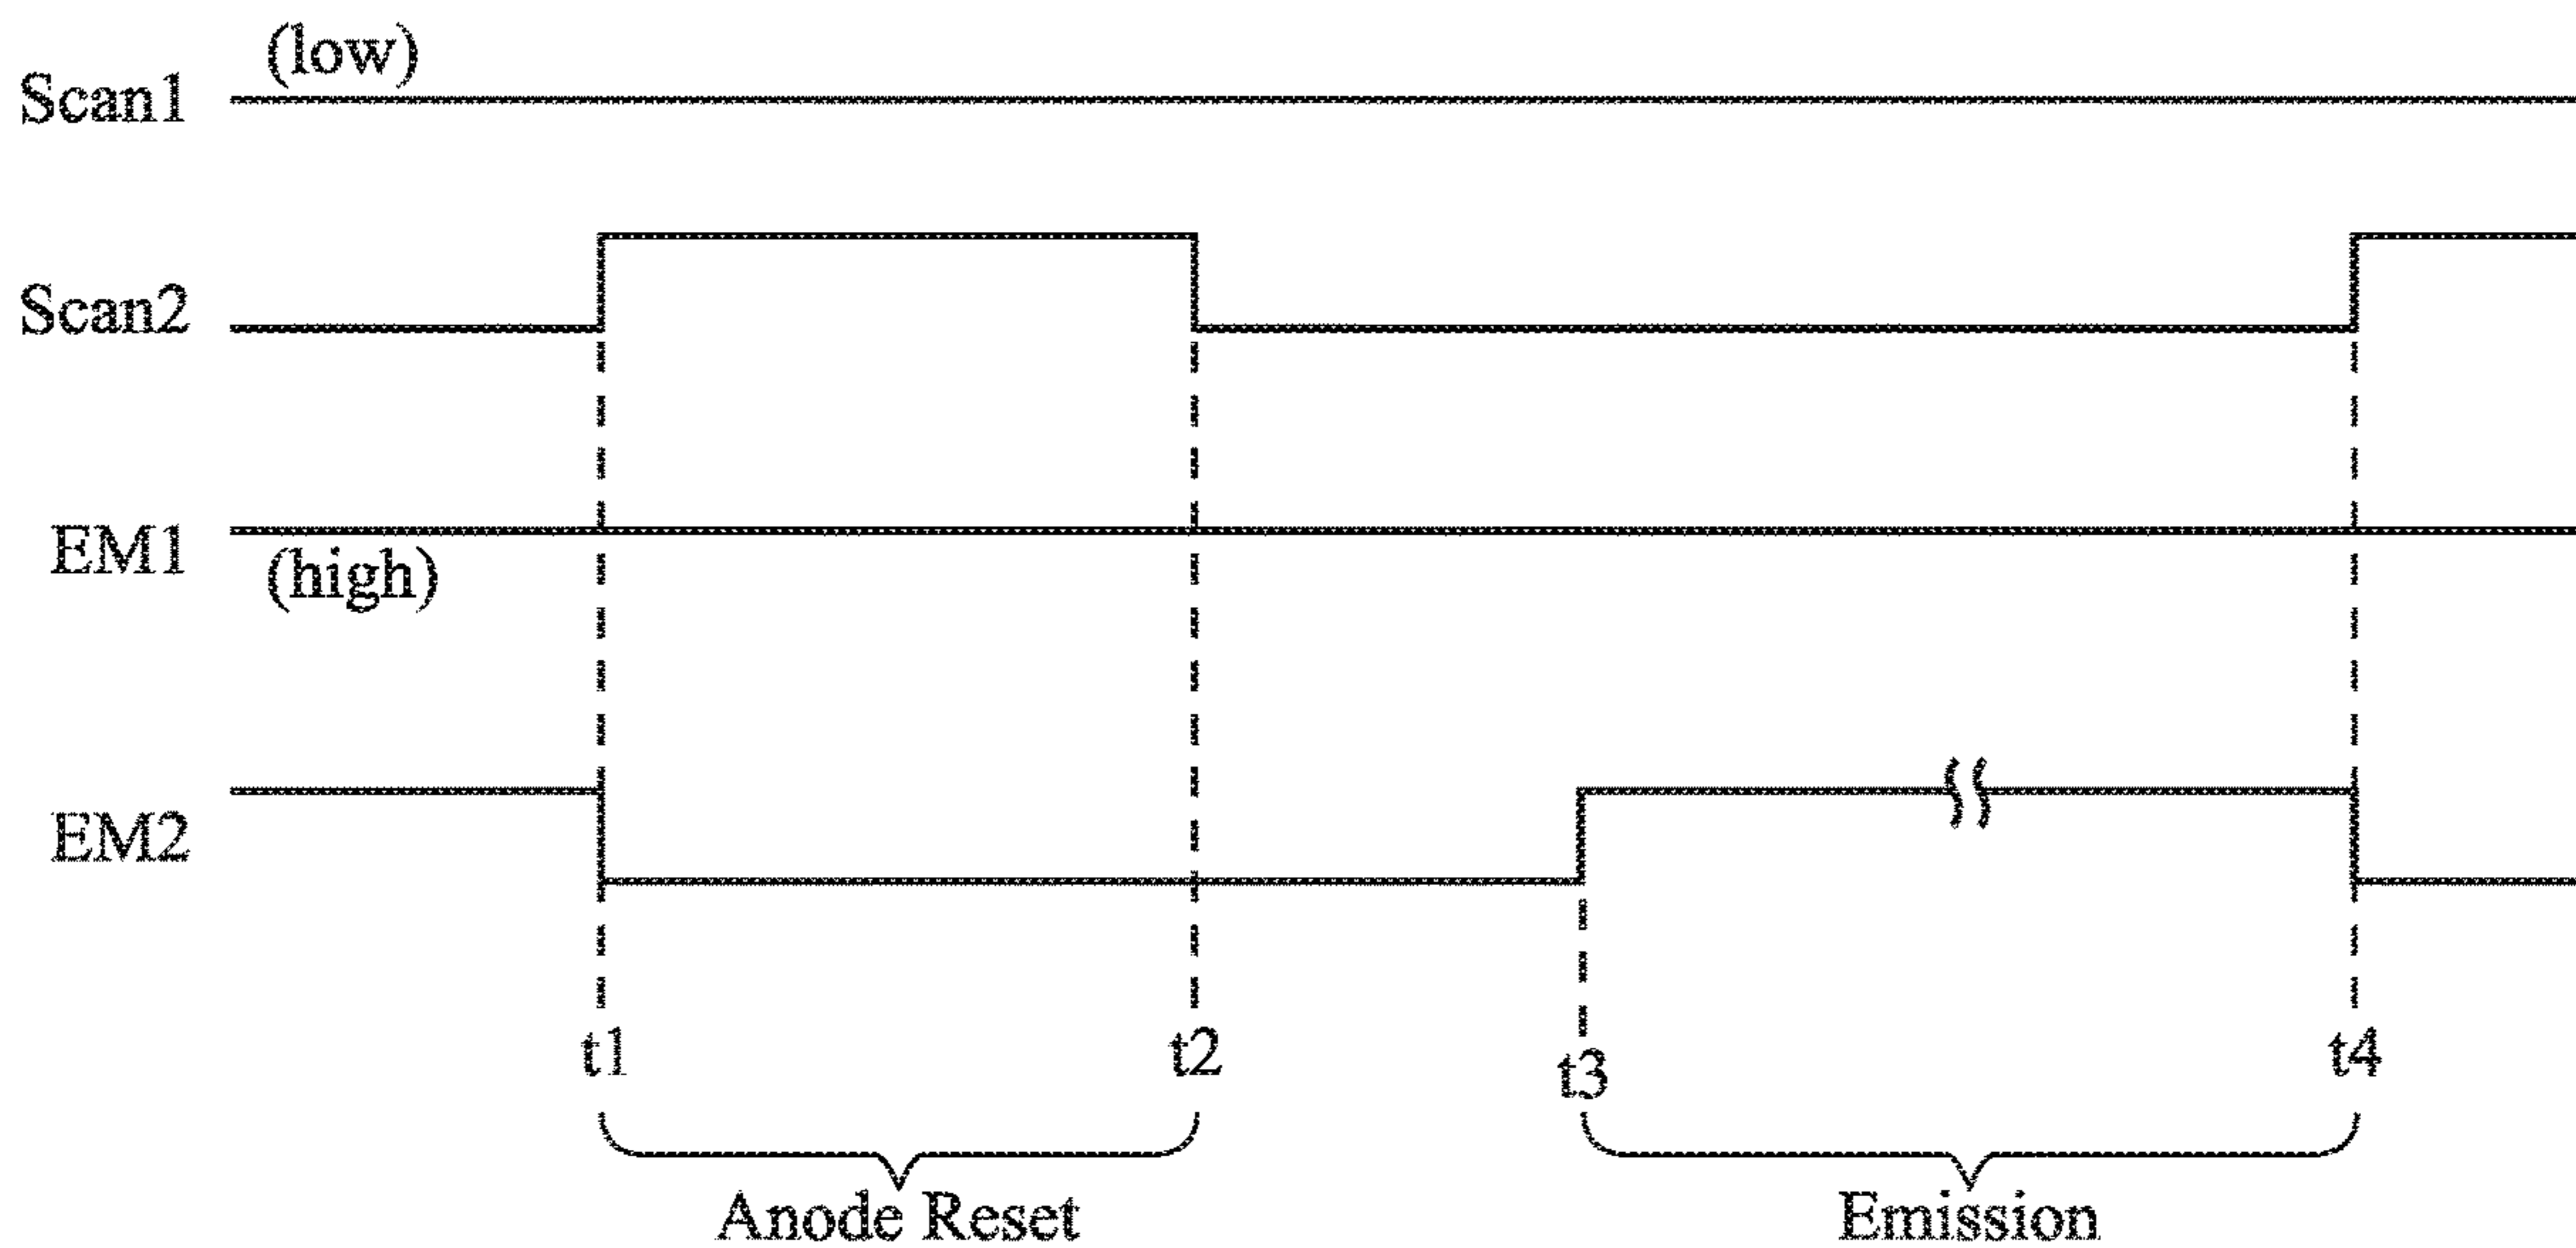 (low)
Scan1
Scan2
EM1
(high)
EM2
t1
t2
t3
t4
Anode Reset
Emission